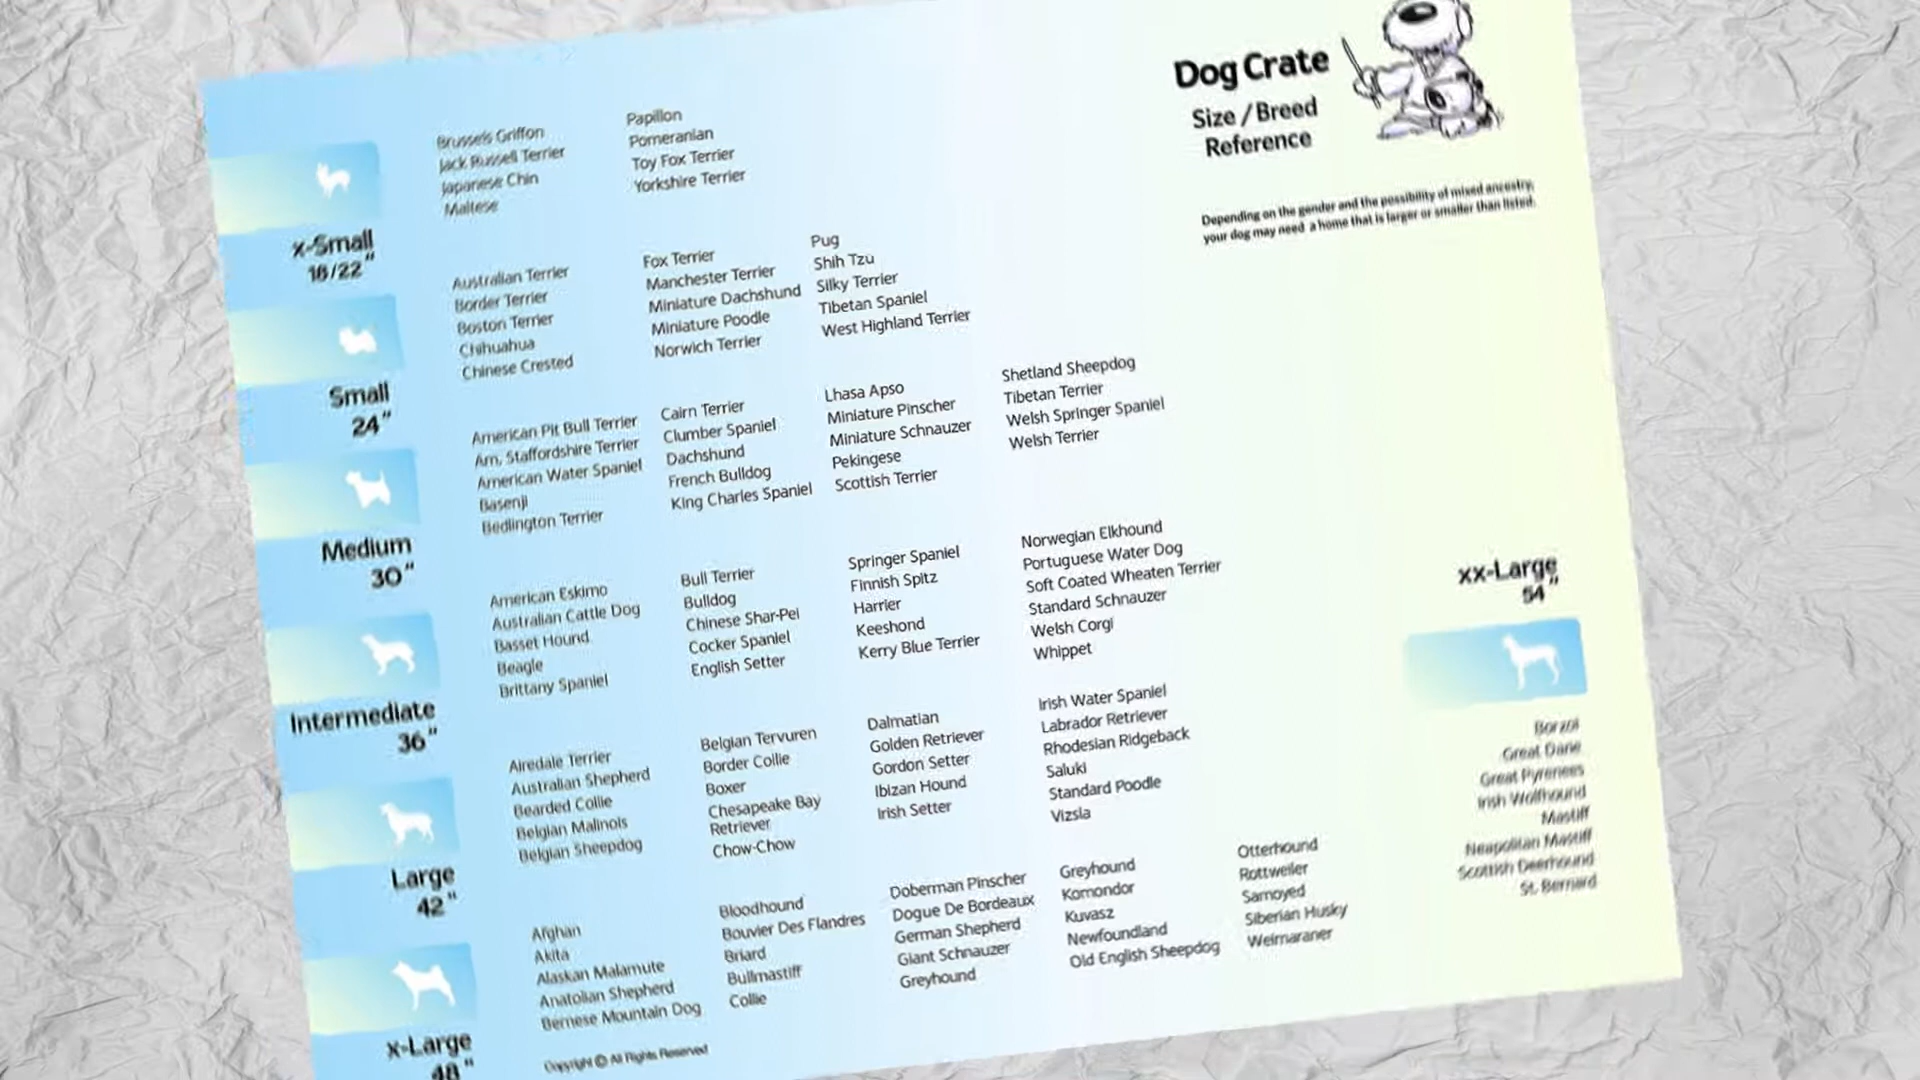 Dog Crate
Size / Breed
Reference
Depending on the gender and the possibility of mixed ancestry,
your dog may need a home that is larger or smaller than listed.
x-Small
18/22"
Brussels Griffon
Jack Russell Terrier
Japanese Chin
Maltese
Papillon
Pomeranian
Toy Fox Terrier
Yorkshire Terrier
Small
24"
Australian Terrier
Border Terrier
Boston Terrier
Chihuahua
Chinese Crested
Fox Terrier
Manchester Terrier
Miniature Dachshund
Miniature Poodle
Norwich Terrier
Pug
Shih Tzu
Silky Terrier
Tibetan Spaniel
West Highland Terrier
Medium
30"
American Pit Bull Terrier
Am. Staffordshire Terrier
American Water Spaniel
Basenji
Bedlington Terrier
Cairn Terrier
Clumber Spaniel
Dachshund
French Bulldog
King Charles Spaniel
Lhasa Apso
Miniature Pinscher
Miniature Schnauzer
Pekingese
Scottish Terrier
Shetland Sheepdog
Tibetan Terrier
Welsh Springer Spaniel
Welsh Terrier
Intermediate
36"
American Eskimo
Australian Cattle Dog
Basset Hound
Beagle
Brittany Spaniel
Bull Terrier
Bulldog
Chinese Shar-Pei
Cocker Spaniel
English Setter
Springer Spaniel
Finnish Spitz
Harrier
Keeshond
Kerry Blue Terrier
Norwegian Elkhound
Portuguese Water Dog
Soft Coated Wheaten Terrier
Standard Schnauzer
Welsh Corgi
Whippet
Large
42"
Airedale Terrier
Australian Shepherd
Bearded Collie
Belgian Malinois
Belgian Sheepdog
Belgian Tervuren
Border Collie
Boxer
Chesapeake Bay
Retriever
Chow-Chow
Dalmatian
Golden Retriever
Gordon Setter
Ibizan Hound
Irish Setter
Irish Water Spaniel
Labrador Retriever
Rhodesian Ridgeback
Saluki
Standard Poodle
Vizsla
x-Large
48"
Afghan
Akita
Alaskan Malamute
Anatolian Shepherd
Bernese Mountain Dog
Bloodhound
Bouvier Des Flandres
Briard
Bullmastiff
Collie
Doberman Pinscher
Dogue De Bordeaux
German Shepherd
Giant Schnauzer
Greyhound
Greyhound
Komondor
Kuvasz
Newfoundland
Old English Sheepdog
Otterhound
Rottweiler
Samoyed
Siberian Husky
Weimaraner
xx-Large
54"
Borzoi
Great Dane
Great Pyrenees
Irish Wolfhound
Mastiff
Neapolitan Mastiff
Scottish Deerhound
St. Bernard
Copyright © All Rights Reserved